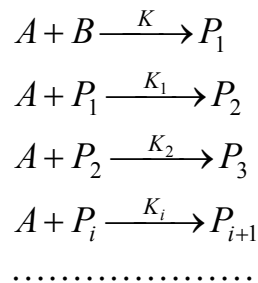 A + B —K→ P₁
A + P₁ —K₁→ P₂
A + P₂ —K₂→ P₃
A + Pᵢ —Kᵢ→ Pᵢ₊₁
.....................